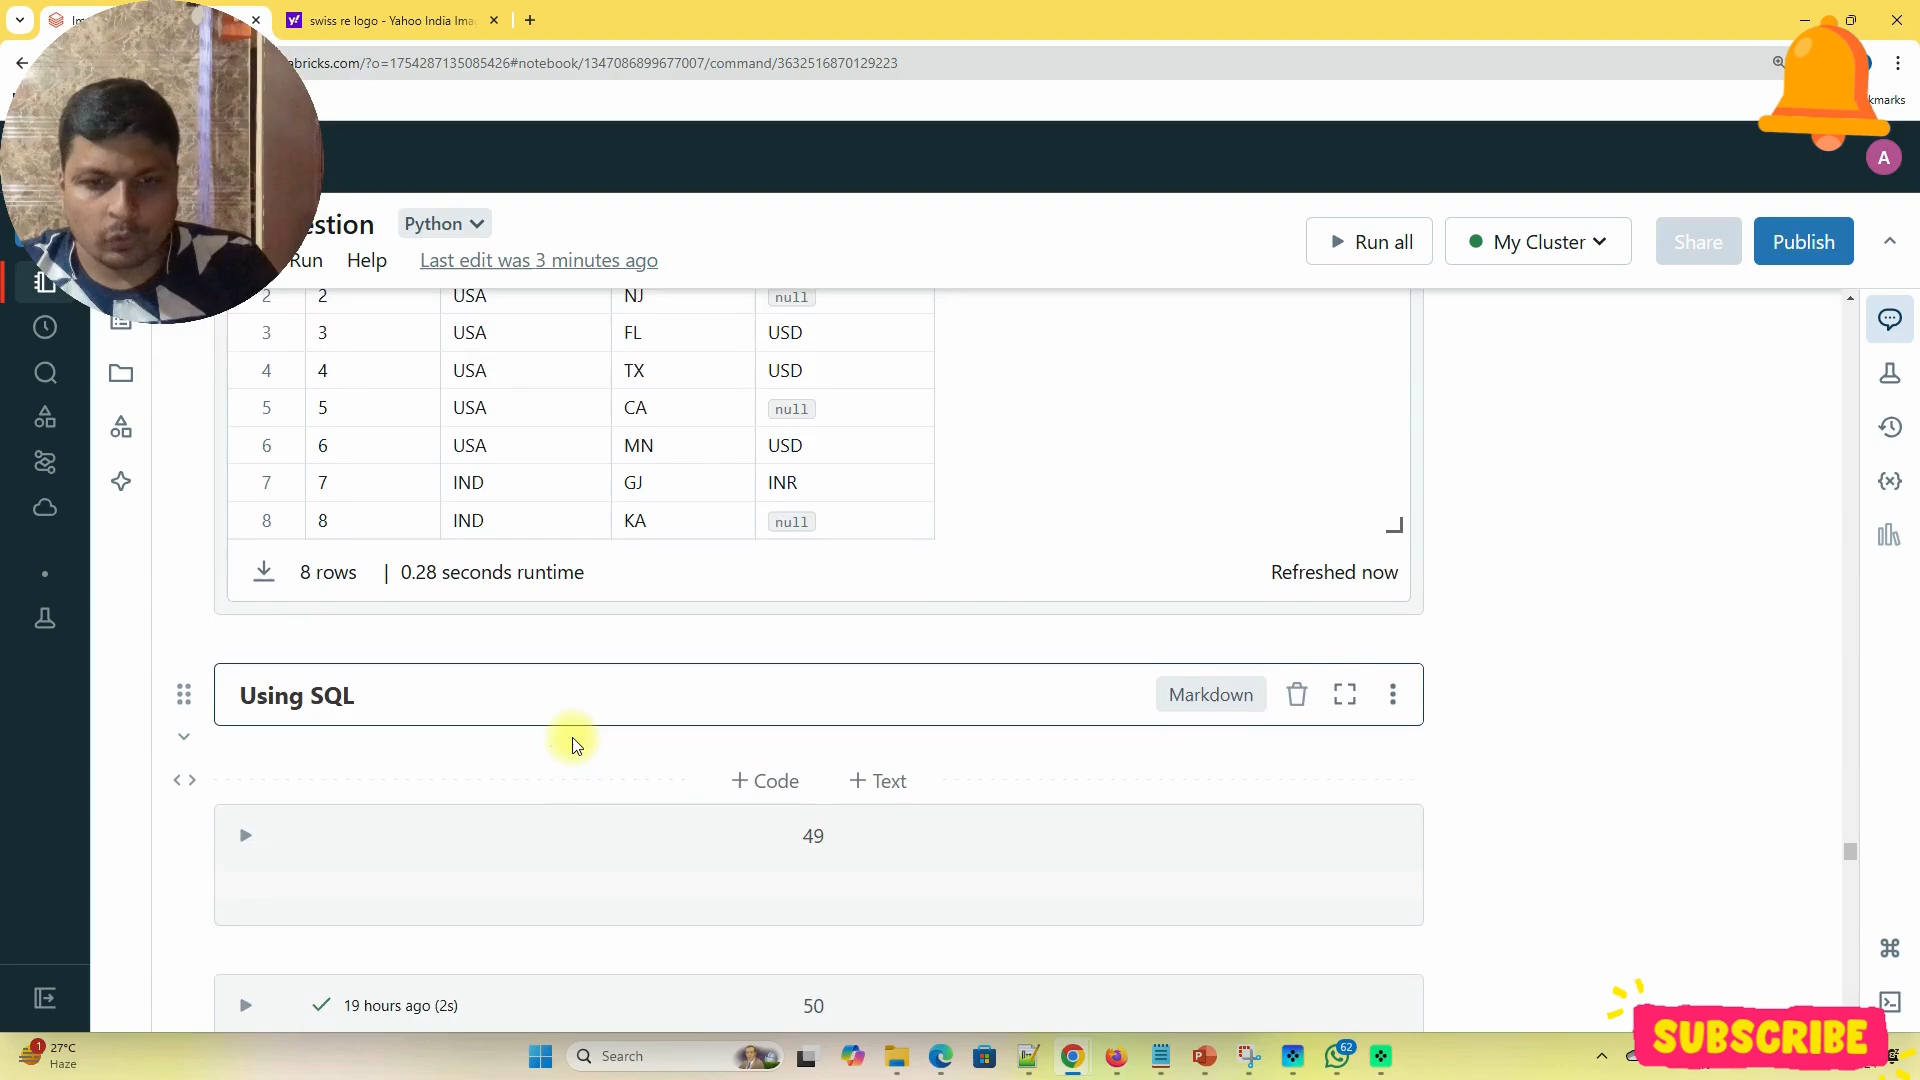 swiss re logo - Yahoo India Ima
abricks.com/?o=1754287135085426#notebook/1347086899677007/command/3632516870129223
kmarks
A
estion
Python
Run all
My Cluster
Share
Publish
Run
Help
Last edit was 3 minutes ago
2 2 USA NJ null
3 3 USA FL USD
4 4 USA TX USD
5 5 USA CA null
6 6 USA MN USD
7 7 IND GJ INR
8 8 IND KA null
8 rows | 0.28 seconds runtime
Refreshed now
Using SQL
Markdown
+ Code
+ Text
49
19 hours ago (2s)
50
SUBSCRIBE
1
27°C
Haze
Search
62